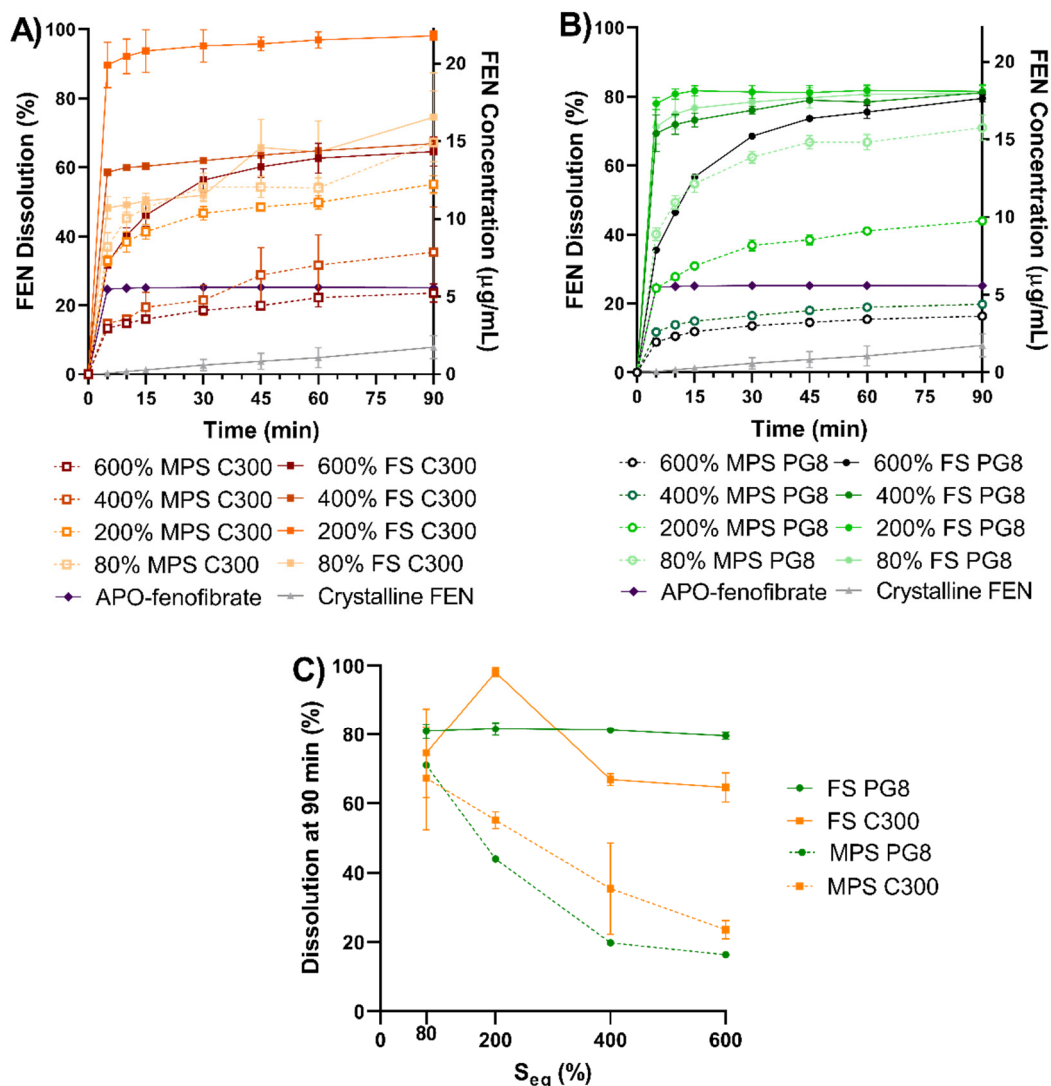 A)
100
80
60
40
20
0
FEN Dissolution (%)
20
15
10
5
0
FEN Concentration (µg/mL)
0 15 30 45 60 75 90
Time (min)
600% MPS C300 600% FS C300
400% MPS C300 400% FS C300
200% MPS C300 200% FS C300
80% MPS C300 80% FS C300
APO-fenofibrate Crystalline FEN
B)
100
80
60
40
20
0
FEN Dissolution (%)
20
15
10
5
0
FEN Concentration (µg/mL)
0 15 30 45 60 75 90
Time (min)
600% MPS PG8 600% FS PG8
400% MPS PG8 400% FS PG8
200% MPS PG8 200% FS PG8
80% MPS PG8 80% FS PG8
APO-fenofibrate Crystalline FEN
C)
100
80
60
40
20
0
Dissolution at 90 min (%)
0 80 200 400 600
Seq (%)
FS PG8
FS C300
MPS PG8
MPS C300